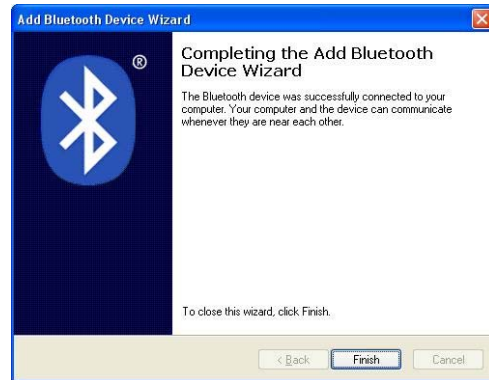 Add Bluetooth Device Wizard
®
Completing the Add Bluetooth
Device Wizard
The Bluetooth device was successfully connected to your
computer. Your computer and the device can communicate
whenever they are near each other.
To close this wizard, click Finish.
< Back Finish Cancel